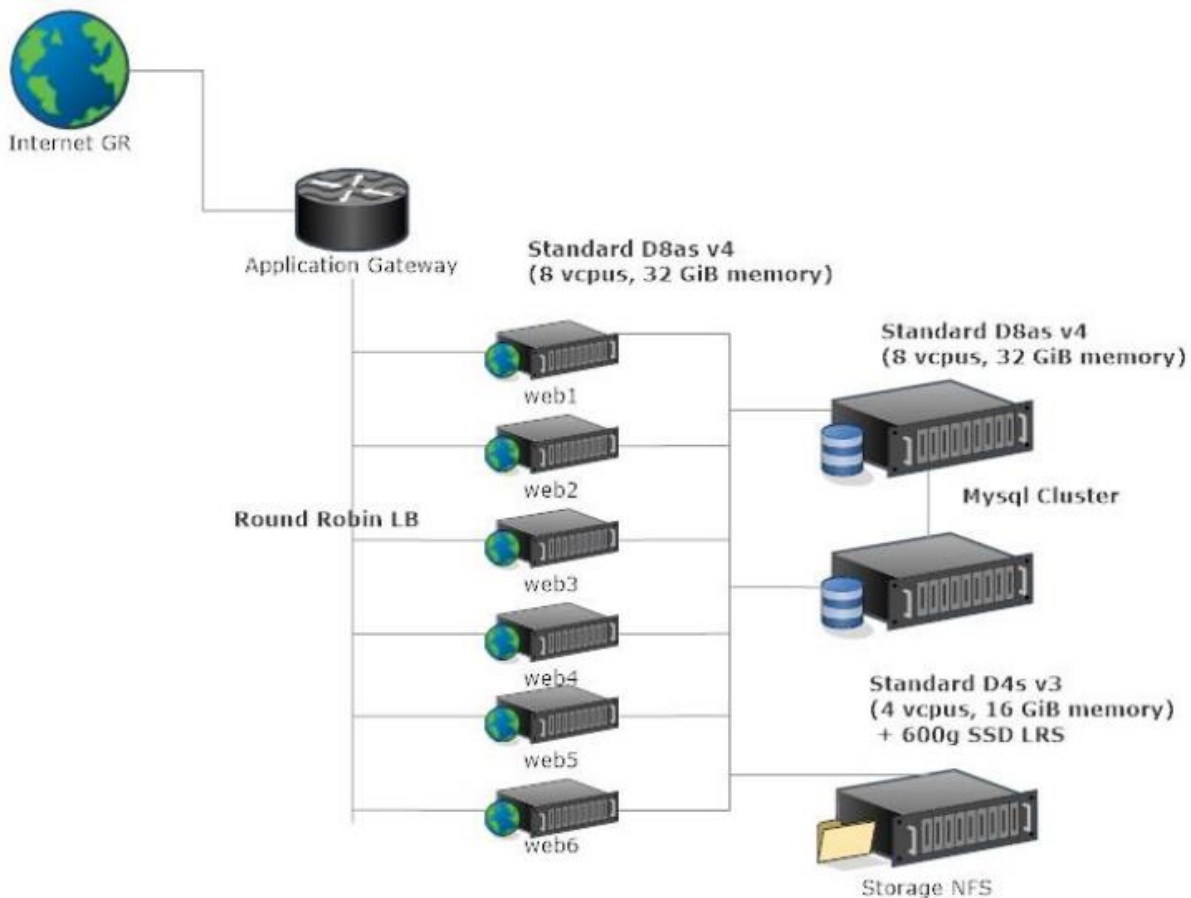 Internet GR
Application Gateway
Standard D8as v4
(8 vcpus, 32 GiB memory)
web1
web2
Round Robin LB
web3
web4
web5
web6
Standard D8as v4
(8 vcpus, 32 GiB memory)
Mysql Cluster
Standard D4s v3
(4 vcpus, 16 GiB memory)
+ 600g SSD LRS
Storage NFS